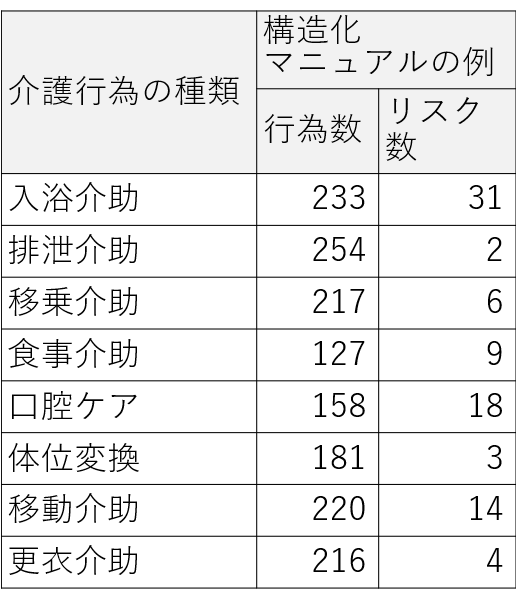 介護行為の種類
構造化
マニュアルの例
行為数
リスク
数
入浴介助 233 31
排泄介助 254 2
移乗介助 217 6
食事介助 127 9
口腔ケア 158 18
体位変換 181 3
移動介助 220 14
更衣介助 216 4